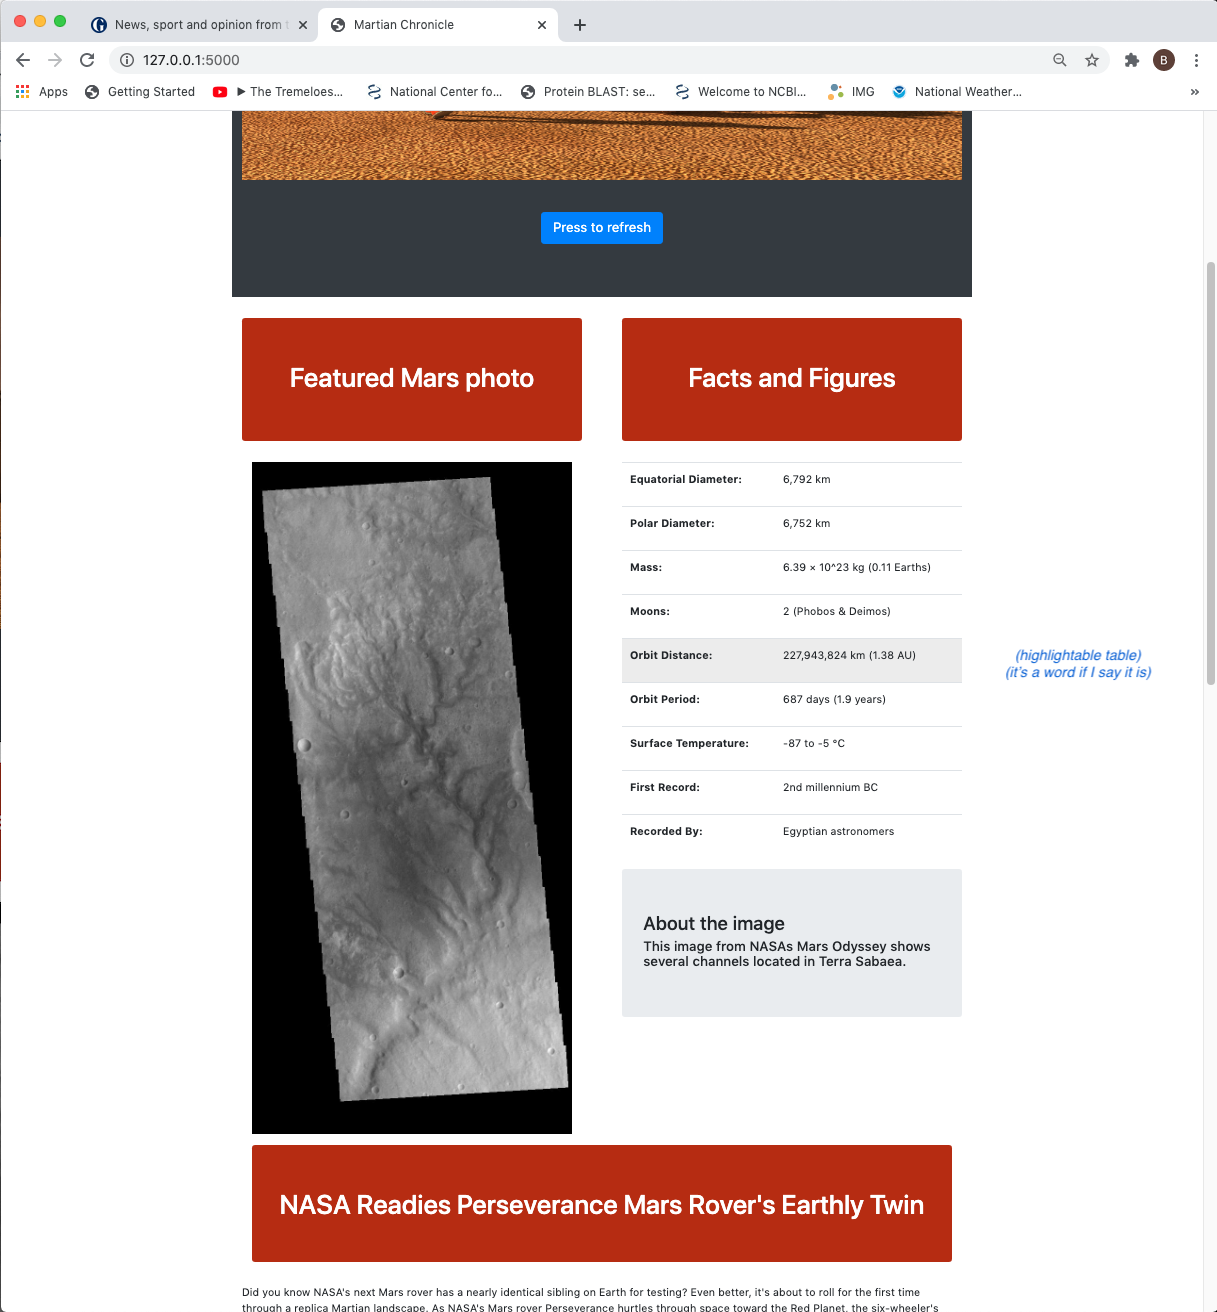 News, sport and opinion from t
Martian Chronicle
127.0.0.1:5000
B
Apps
Getting Started
► The Tremeloes...
National Center fo...
Protein BLAST: se...
Welcome to NCBI...
IMG
National Weather...
»
Press to refresh
Featured Mars photo
Facts and Figures
Equatorial Diameter: 6,792 km
Polar Diameter: 6,752 km
Mass: 6.39 × 10^23 kg (0.11 Earths)
Moons: 2 (Phobos & Deimos)
Orbit Distance: 227,943,824 km (1.38 AU)
Orbit Period: 687 days (1.9 years)
Surface Temperature: -87 to -5 °C
First Record: 2nd millennium BC
Recorded By: Egyptian astronomers
(highlightable table)
(it's a word if I say it is)
About the image
This image from NASAs Mars Odyssey shows
several channels located in Terra Sabaea.
NASA Readies Perseverance Mars Rover's Earthly Twin
Did you know NASA's next Mars rover has a nearly identical sibling on Earth for testing? Even better, it's about to roll for the first time
through a replica Martian landscape. As NASA's Mars rover Perseverance hurtles through space toward the Red Planet, the six-wheeler's